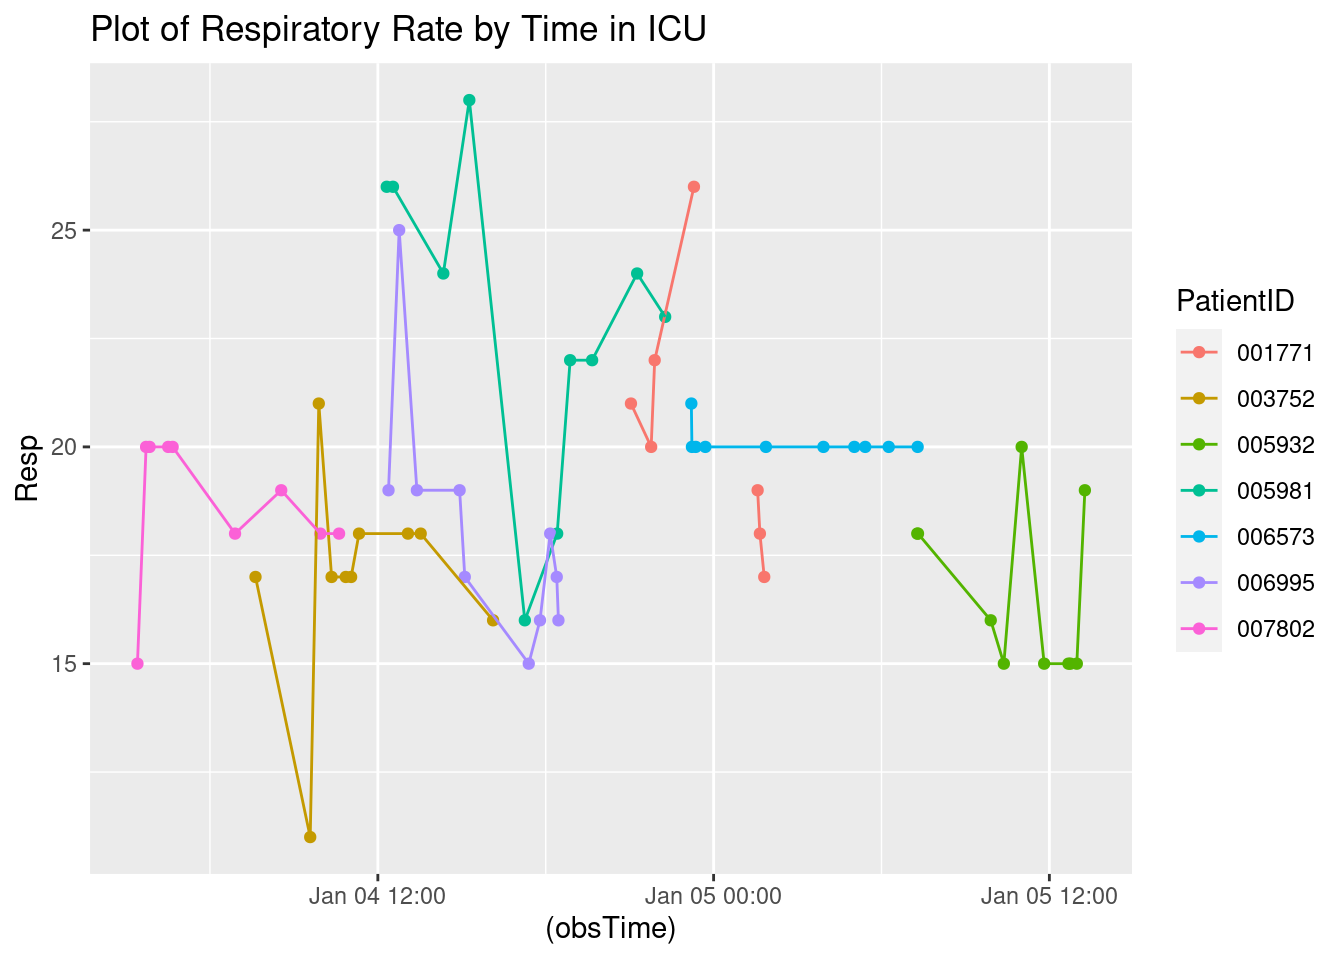 Plot of Respiratory Rate by Time in ICU
Resp
25
20
15
Jan 04 12:00
Jan 05 00:00
Jan 05 12:00
(obsTime)
PatientID
001771
003752
005932
005981
006573
006995
007802